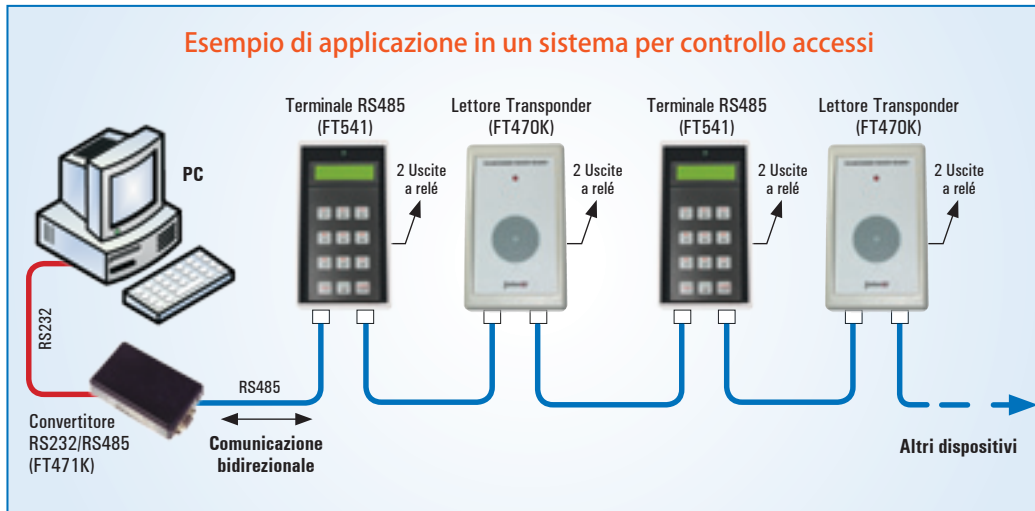 Esempio di applicazione in un sistema per controllo accessi
Terminale RS485
(FT541)
Lettore Transponder
(FT470K)
Terminale RS485
(FT541)
Lettore Transponder
(FT470K)
PC
2 Uscite
a relé
2 Uscite
a relé
2 Uscite
a relé
2 Uscite
a relé
RS232
RS485
Convertitore
RS232/RS485
(FT471K)
Comunicazione
bidirezionale
Altri dispositivi